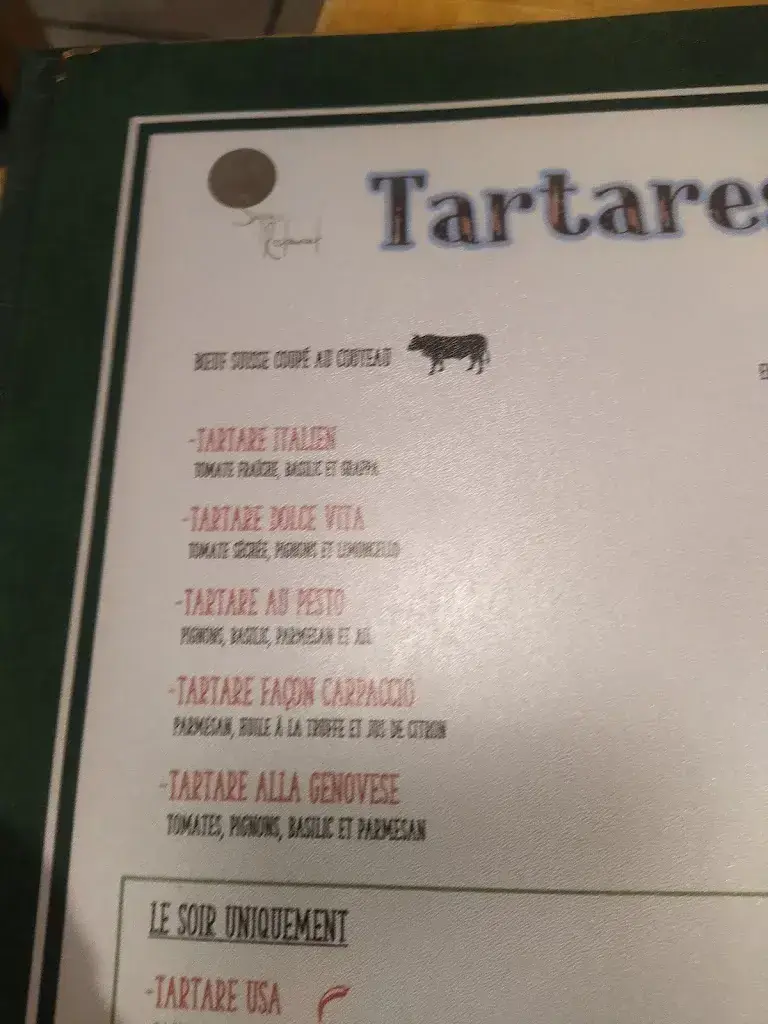 Tartares
BŒUF SUISSE COUPÉ AU COUTEAU
-TARTARE ITALIEN
TOMATE FRAÎCHE, BASILIC ET GRAPPA
-TARTARE DOLCE VITA
TOMATE SÉCHÉE, PIGNONS ET LIMONCELLO
-TARTARE AU PESTO
PIGNONS, BASILIC, PARMESAN ET AIL
-TARTARE FAÇON CARPACCIO
PARMESAN, HUILE À LA TRUFFE ET JUS DE CITRON
-TARTARE ALLA GENOVESE
TOMATES, PIGNONS, BASILIC ET PARMESAN
LE SOIR UNIQUEMENT
-TARTARE USA